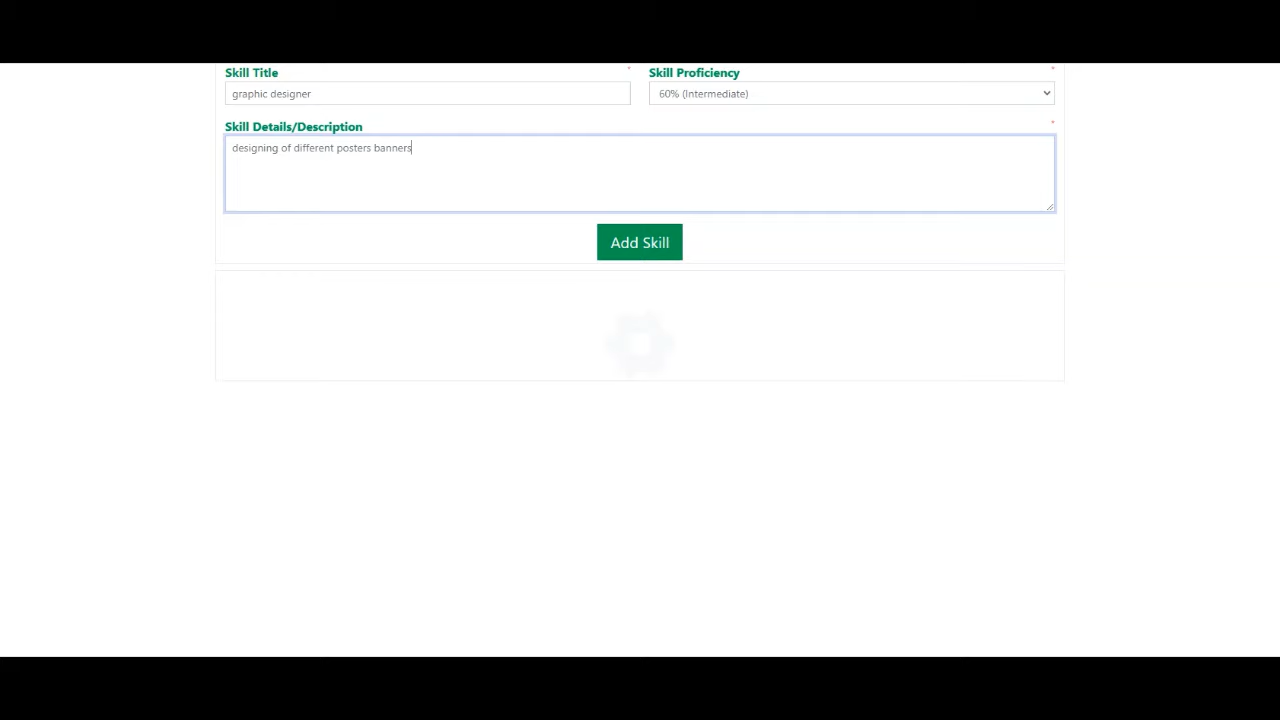 Skill Title *
Skill Proficiency *
graphic designer
60% (Intermediate)
Skill Details/Description *
designing of different posters banners
Add Skill